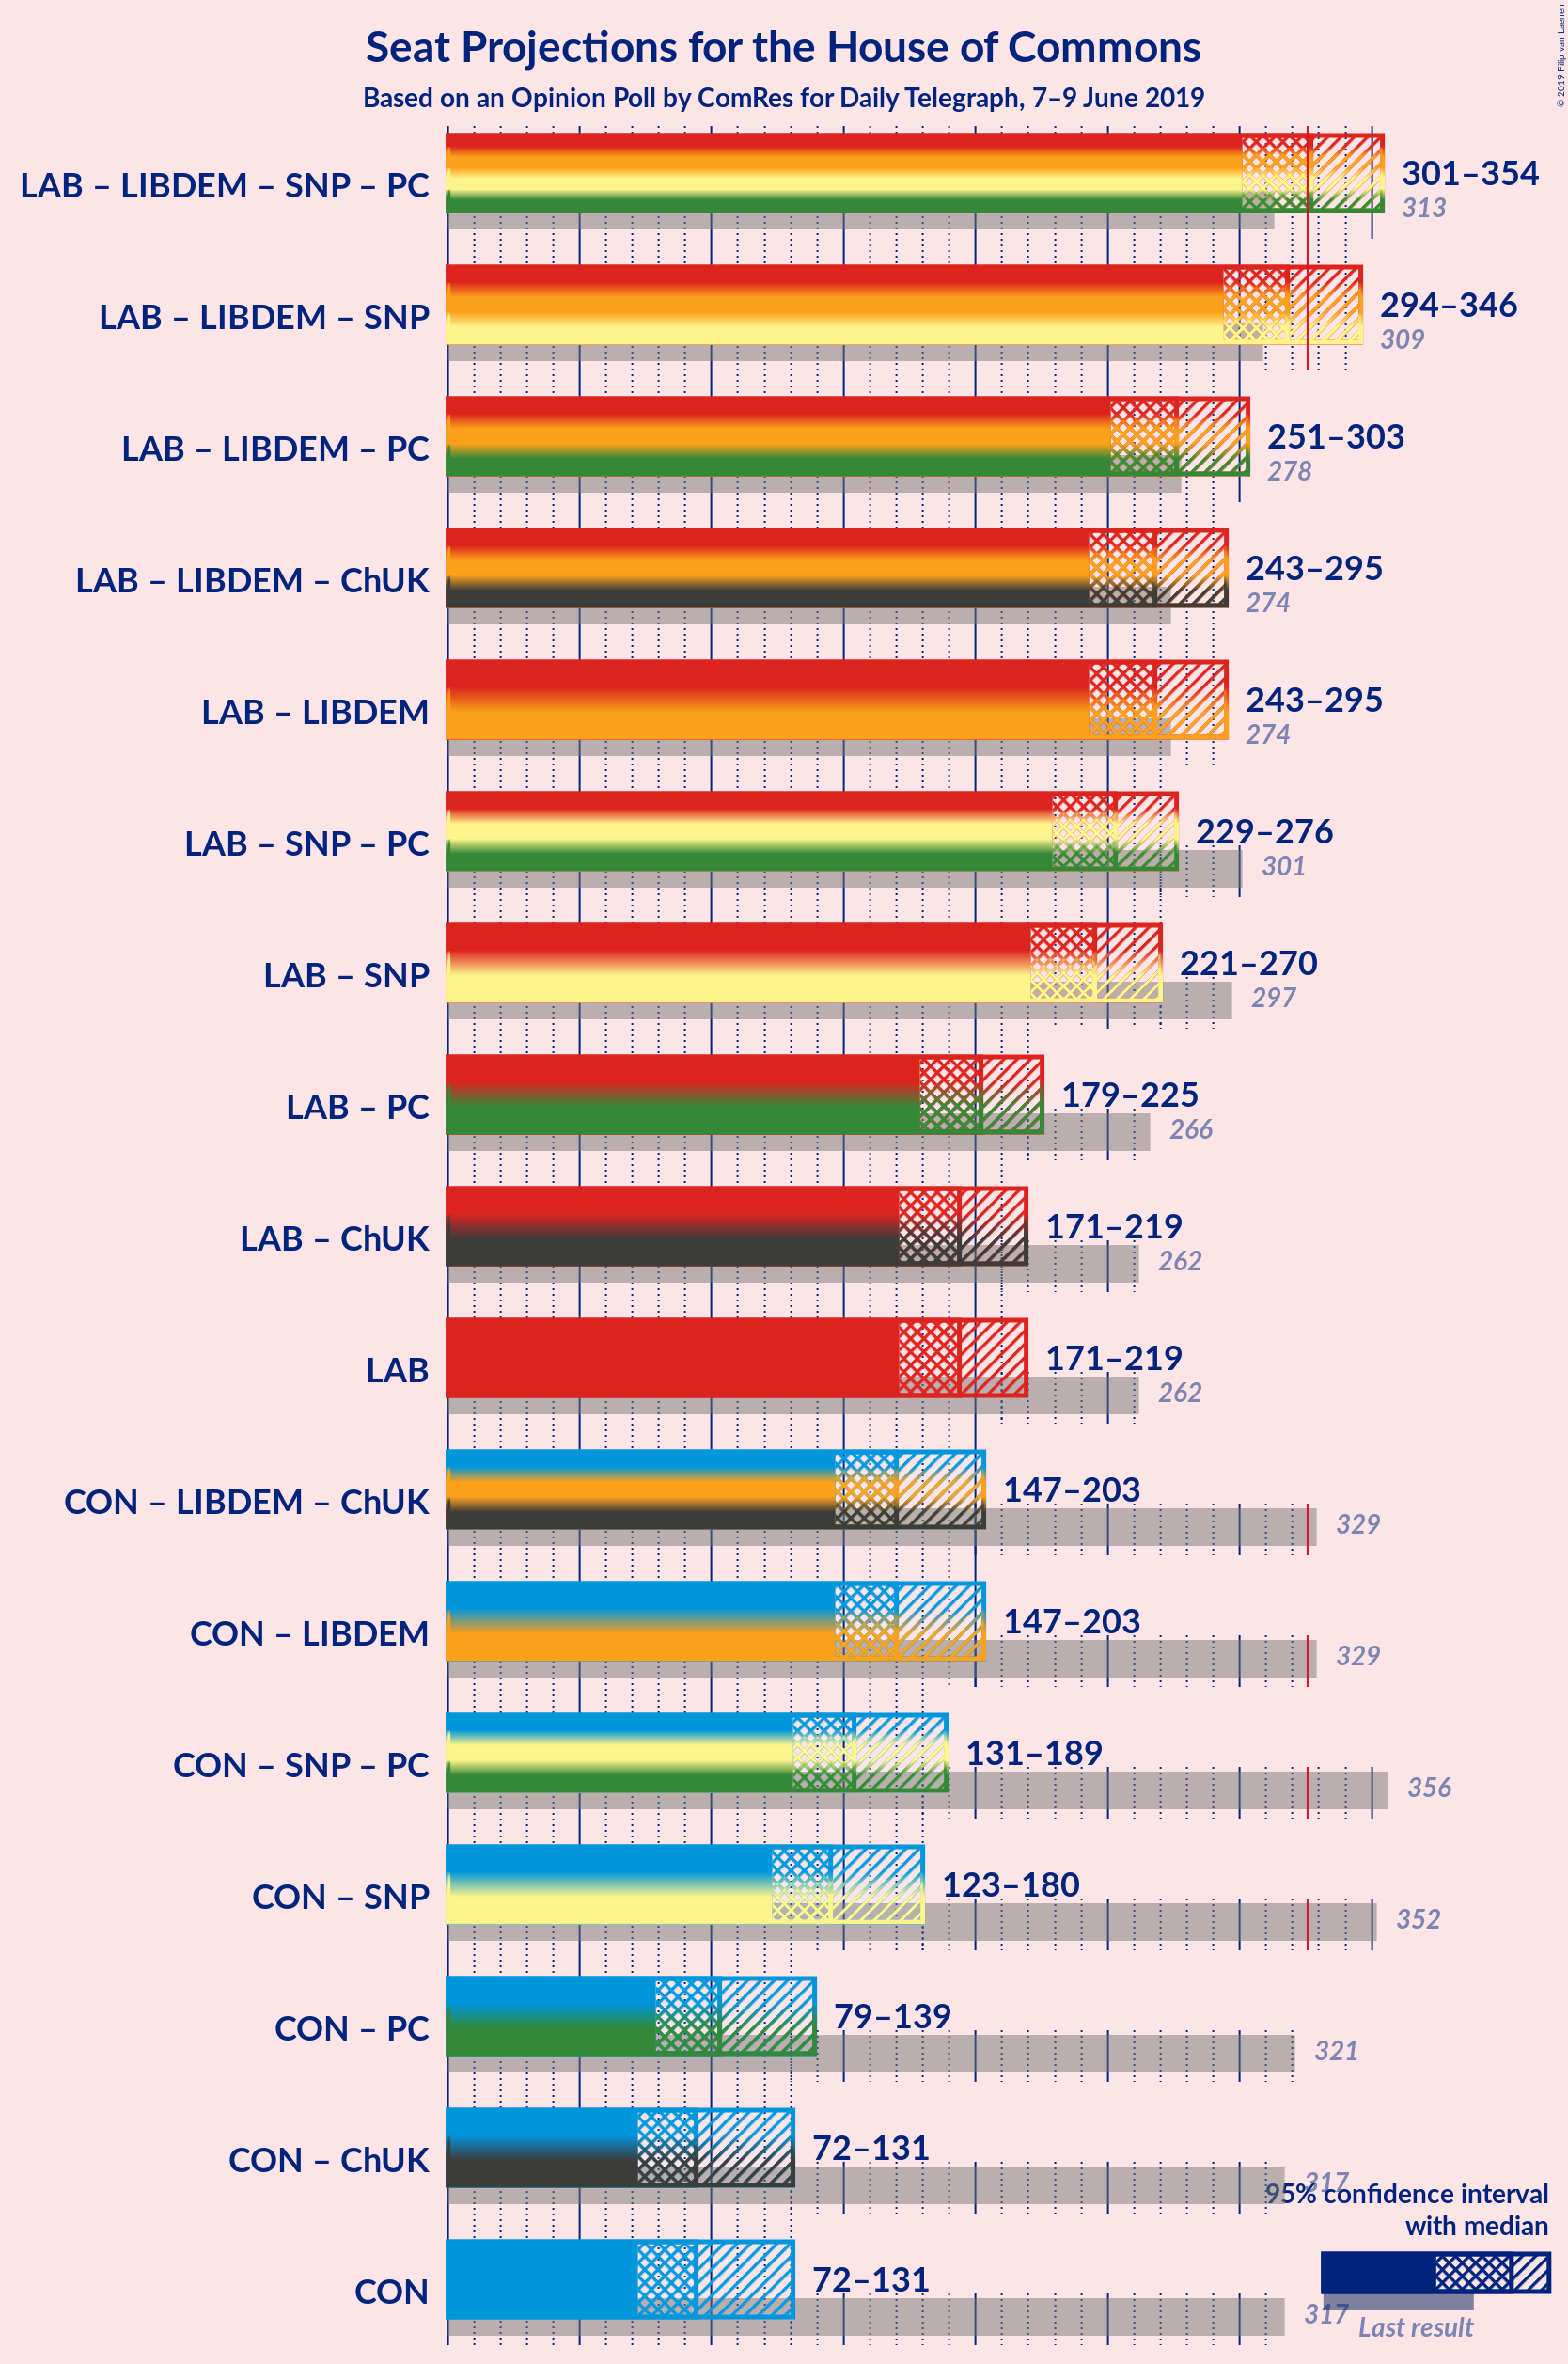 Seat Projections for the House of Commons
Based on an Opinion Poll by ComRes for Daily Telegraph, 7–9 June 2019
© 2019 Filip van Laenen
LAB – LIBDEM – SNP – PC
301–354
313
LAB – LIBDEM – SNP
294–346
309
LAB – LIBDEM – PC
251–303
278
LAB – LIBDEM – ChUK
243–295
274
LAB – LIBDEM
243–295
274
LAB – SNP – PC
229–276
301
LAB – SNP
221–270
297
LAB – PC
179–225
266
LAB – ChUK
171–219
262
LAB
171–219
262
CON – LIBDEM – ChUK
147–203
329
CON – LIBDEM
147–203
329
CON – SNP – PC
131–189
356
CON – SNP
123–180
352
CON – PC
79–139
321
CON – ChUK
72–131
317
CON
72–131
317
95% confidence interval
with median
Last result